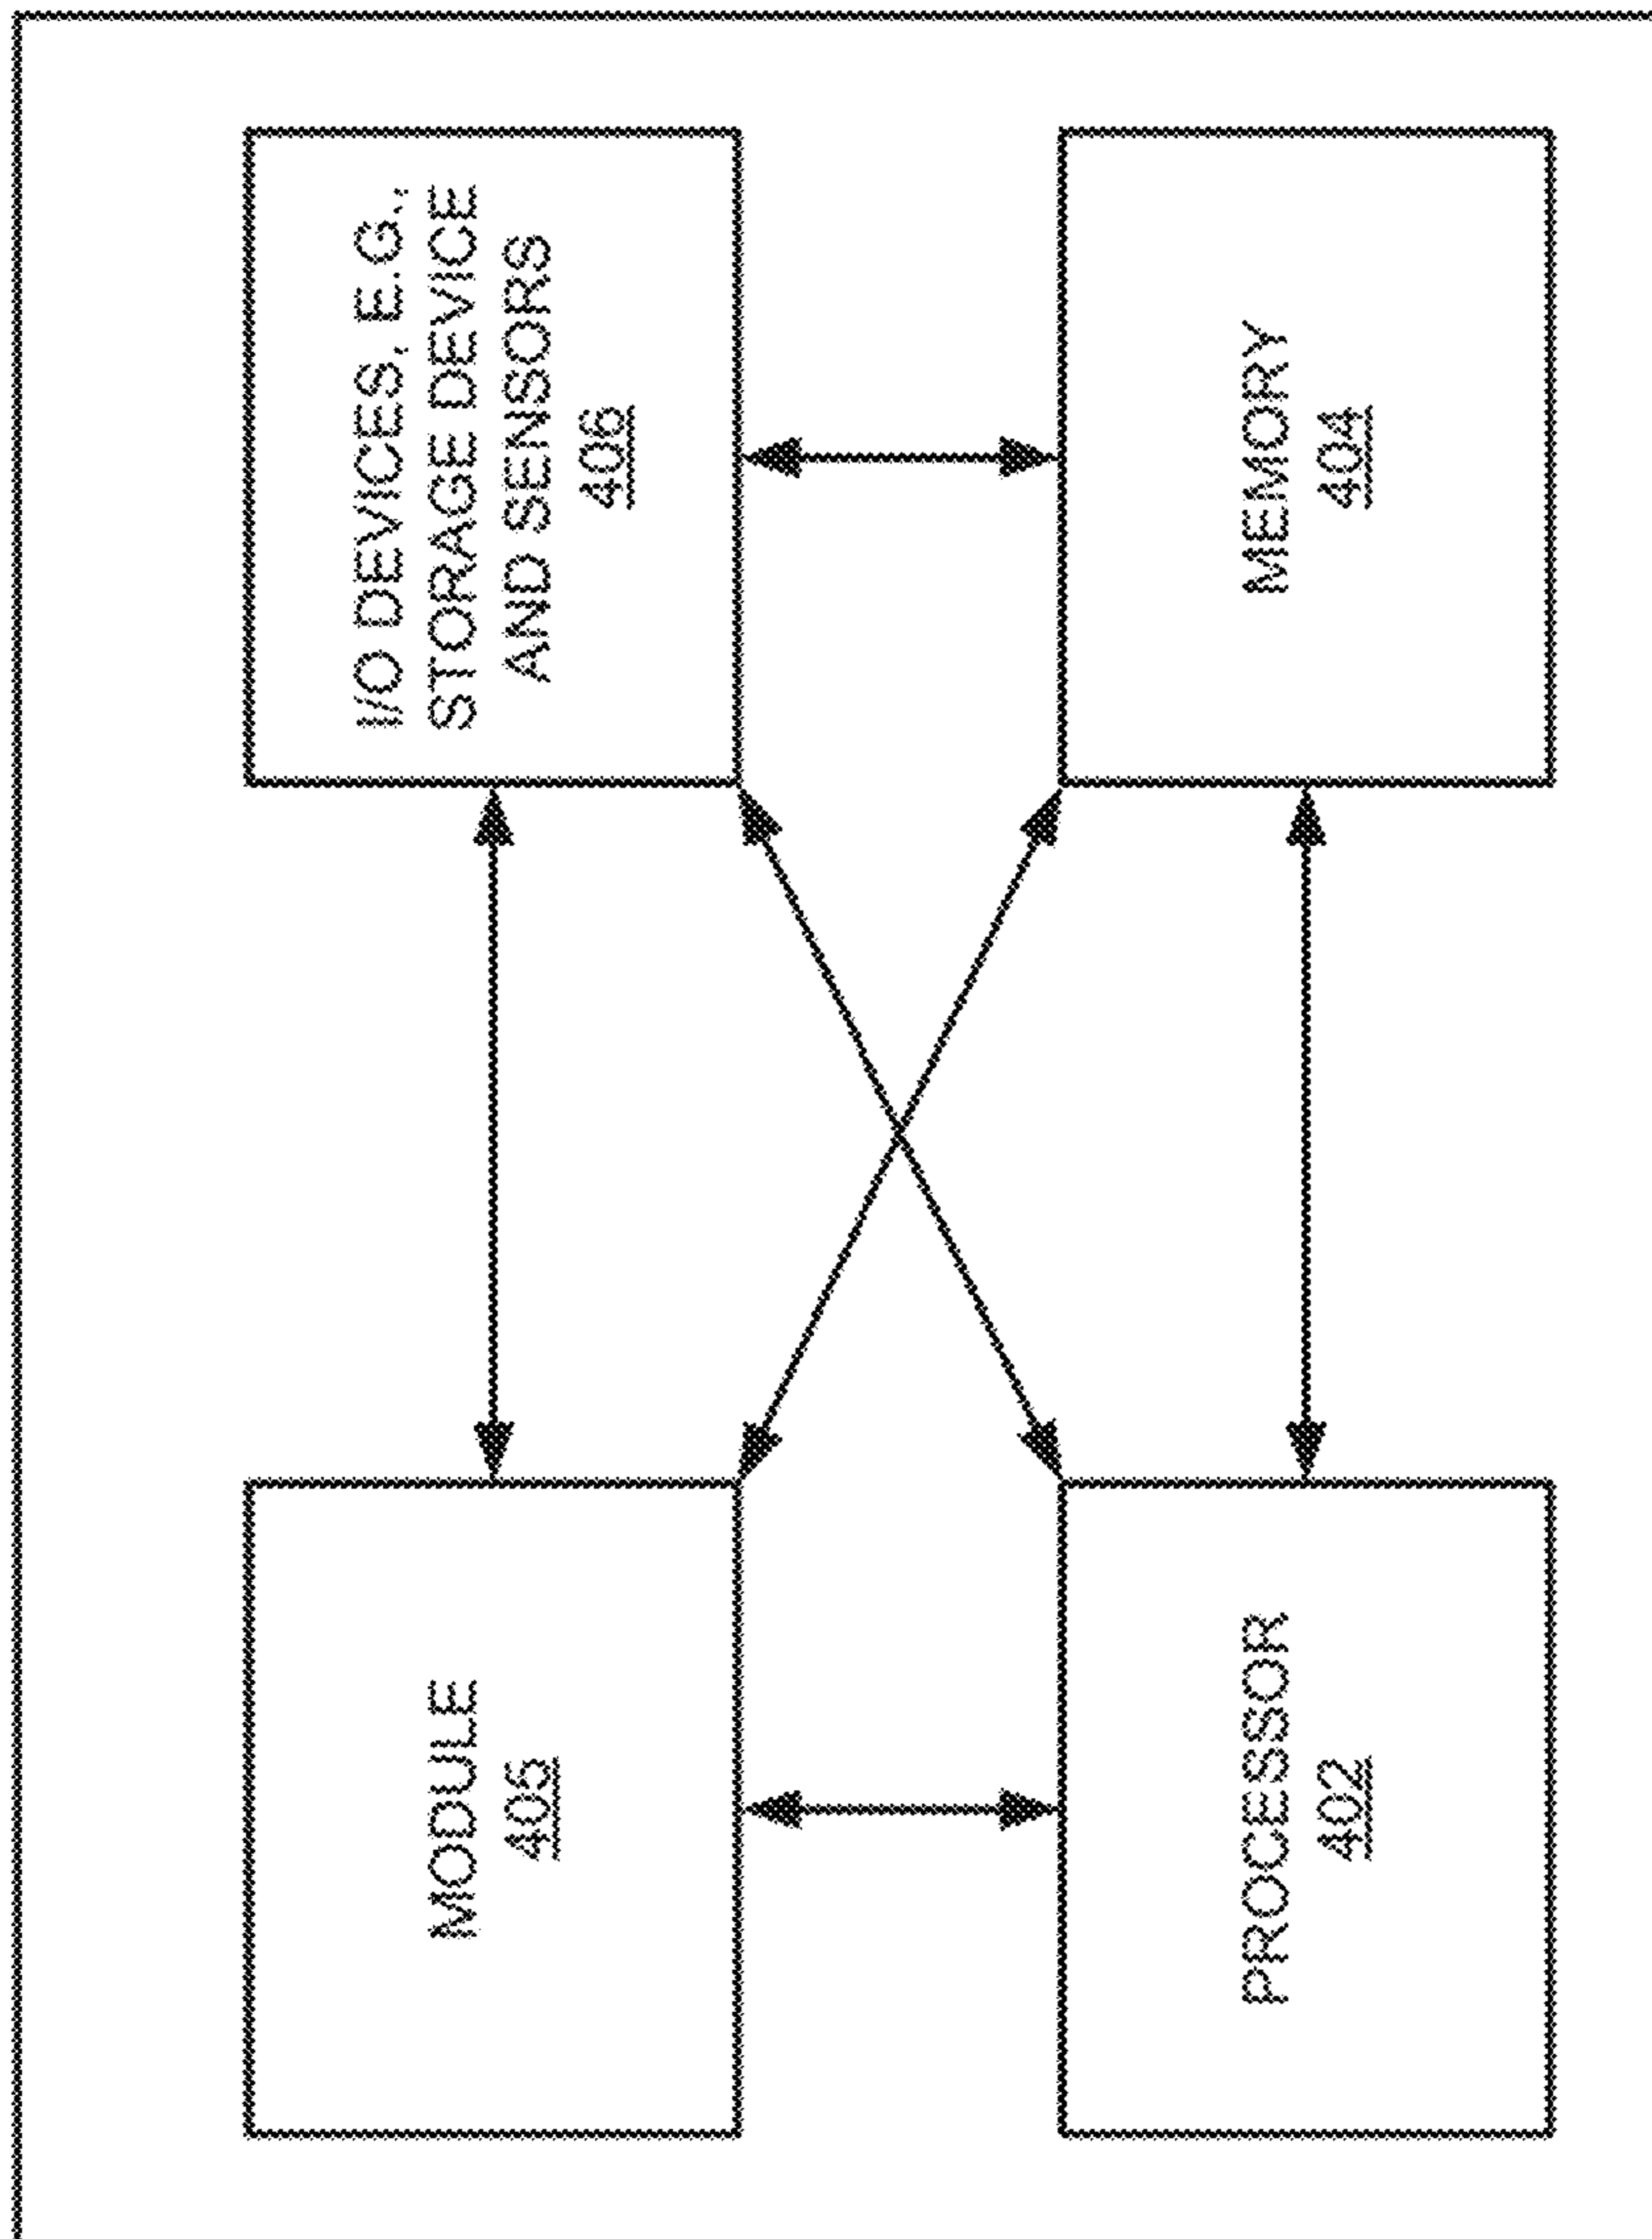 MODULE
405
I/O DEVICES, E.G.,
STORAGE DEVICE
AND SENSORS
406
PROCESSOR
402
MEMORY
404